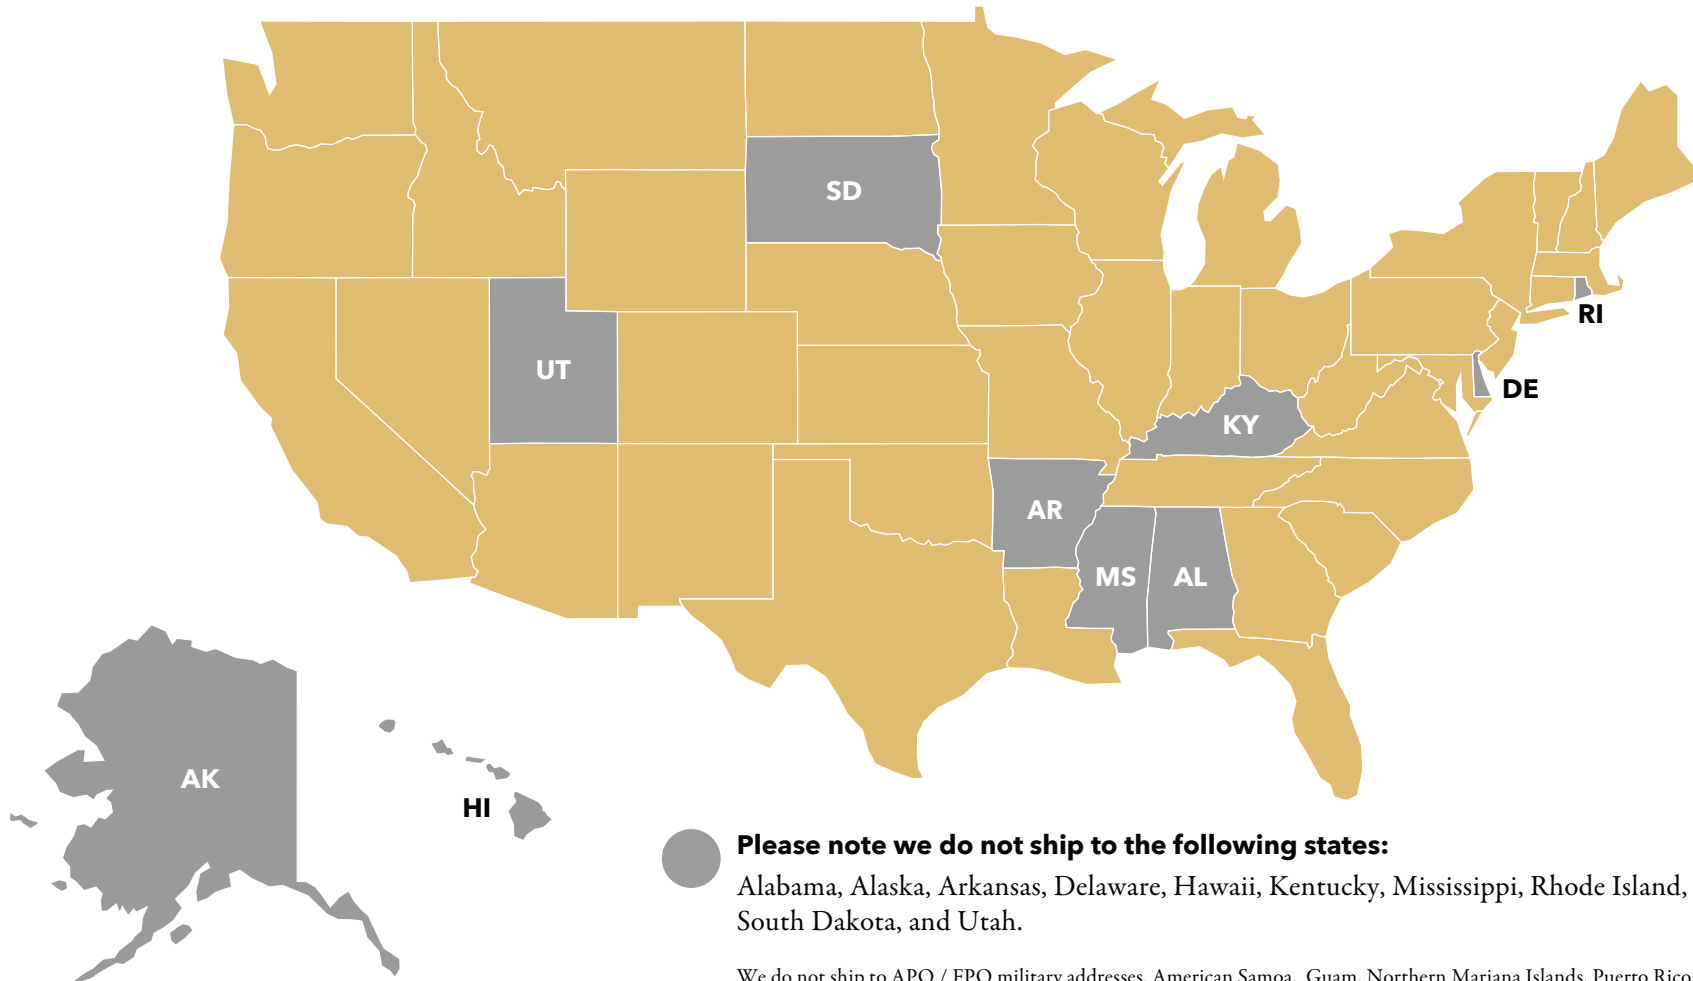 SD
RI
UT
DE
KY
AR
MS AL
AK
HI
Please note we do not ship to the following states:
Alabama, Alaska, Arkansas, Delaware, Hawaii, Kentucky, Mississippi, Rhode Island,
South Dakota, and Utah.
We do not ship to APO / FPO military addresses, American Samoa, Guam, Northern Mariana Islands, Puerto Rico,